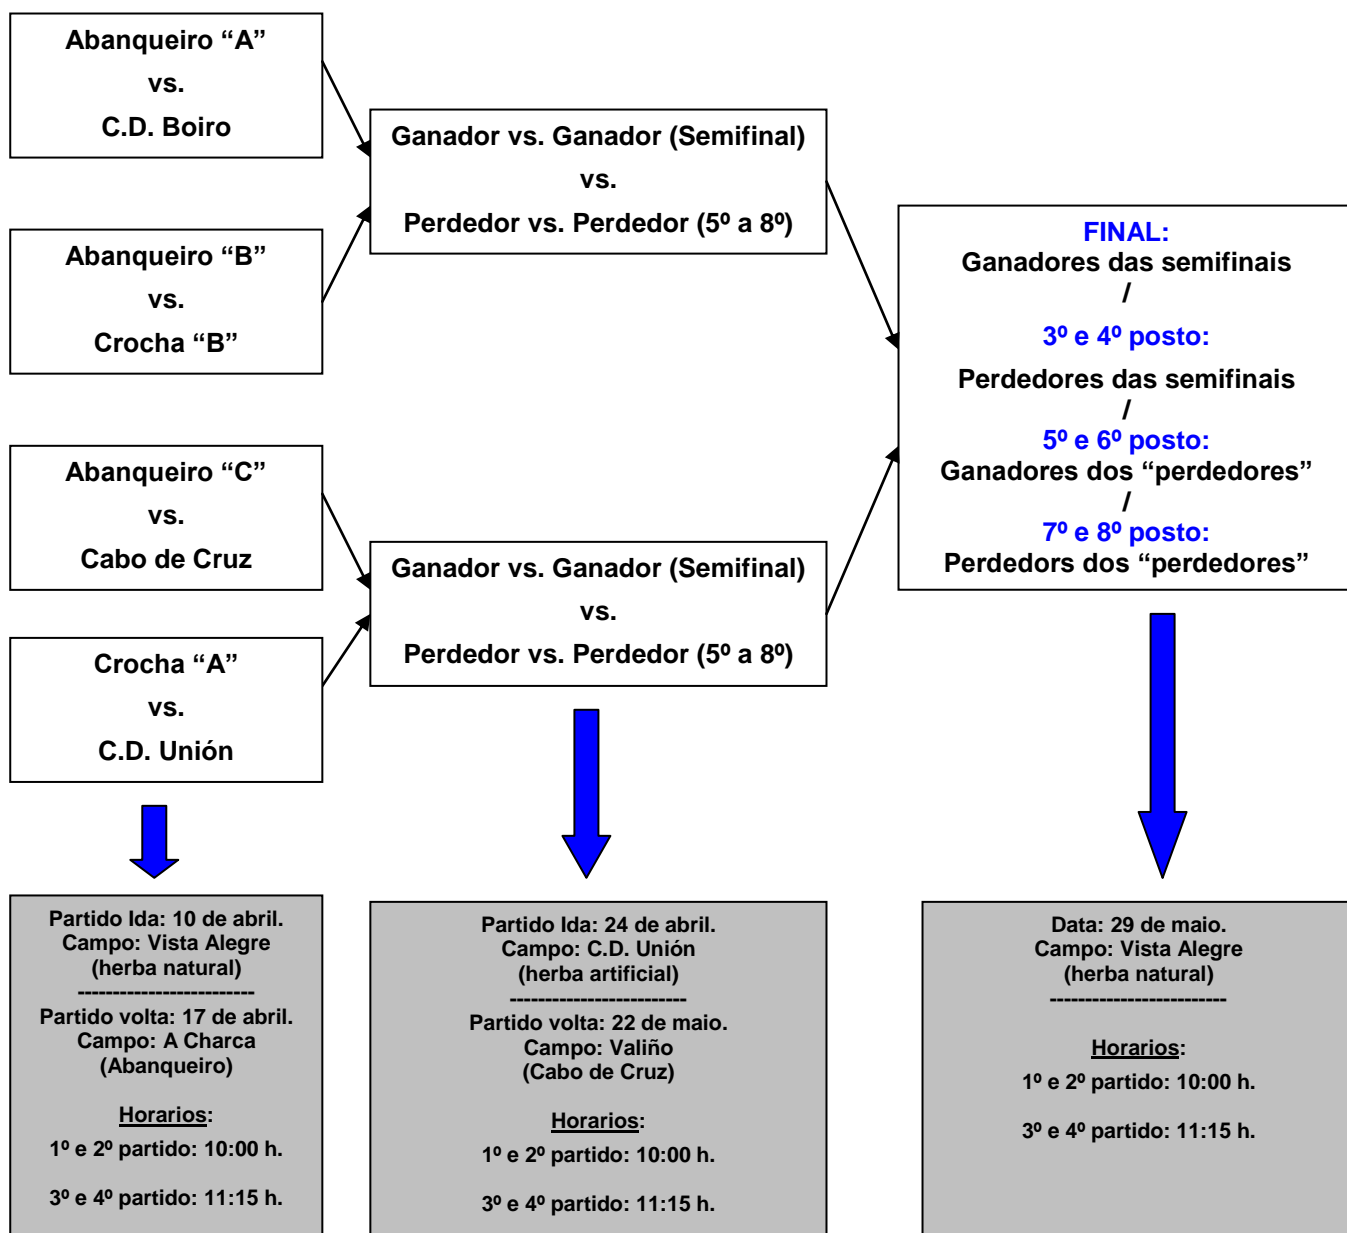 Abanqueiro “A”
vs.
C.D. Boiro
Abanqueiro “B”
vs.
Crocha “B”
Abanqueiro “C”
vs.
Cabo de Cruz
Crocha “A”
vs.
C.D. Unión
Ganador vs. Ganador (Semifinal)
vs.
Perdedor vs. Perdedor (5º a 8º)
Ganador vs. Ganador (Semifinal)
vs.
Perdedor vs. Perdedor (5º a 8º)
FINAL:
Ganadores das semifinais
/
3º e 4º posto:
Perdedores das semifinais
/
5º e 6º posto:
Ganadores dos “perdedores”
/
7º e 8º posto:
Perdedors dos “perdedores”
Partido Ida: 10 de abril.
Campo: Vista Alegre
(herba natural)
-------------------------
Partido volta: 17 de abril.
Campo: A Charca
(Abanqueiro)
Horarios:
1º e 2º partido: 10:00 h.
3º e 4º partido: 11:15 h.
Partido Ida: 24 de abril.
Campo: C.D. Unión
(herba artificial)
-------------------------
Partido volta: 22 de maio.
Campo: Valiño
(Cabo de Cruz)
Horarios:
1º e 2º partido: 10:00 h.
3º e 4º partido: 11:15 h.
Data: 29 de maio.
Campo: Vista Alegre
(herba natural)
-------------------------
Horarios:
1º e 2º partido: 10:00 h.
3º e 4º partido: 11:15 h.